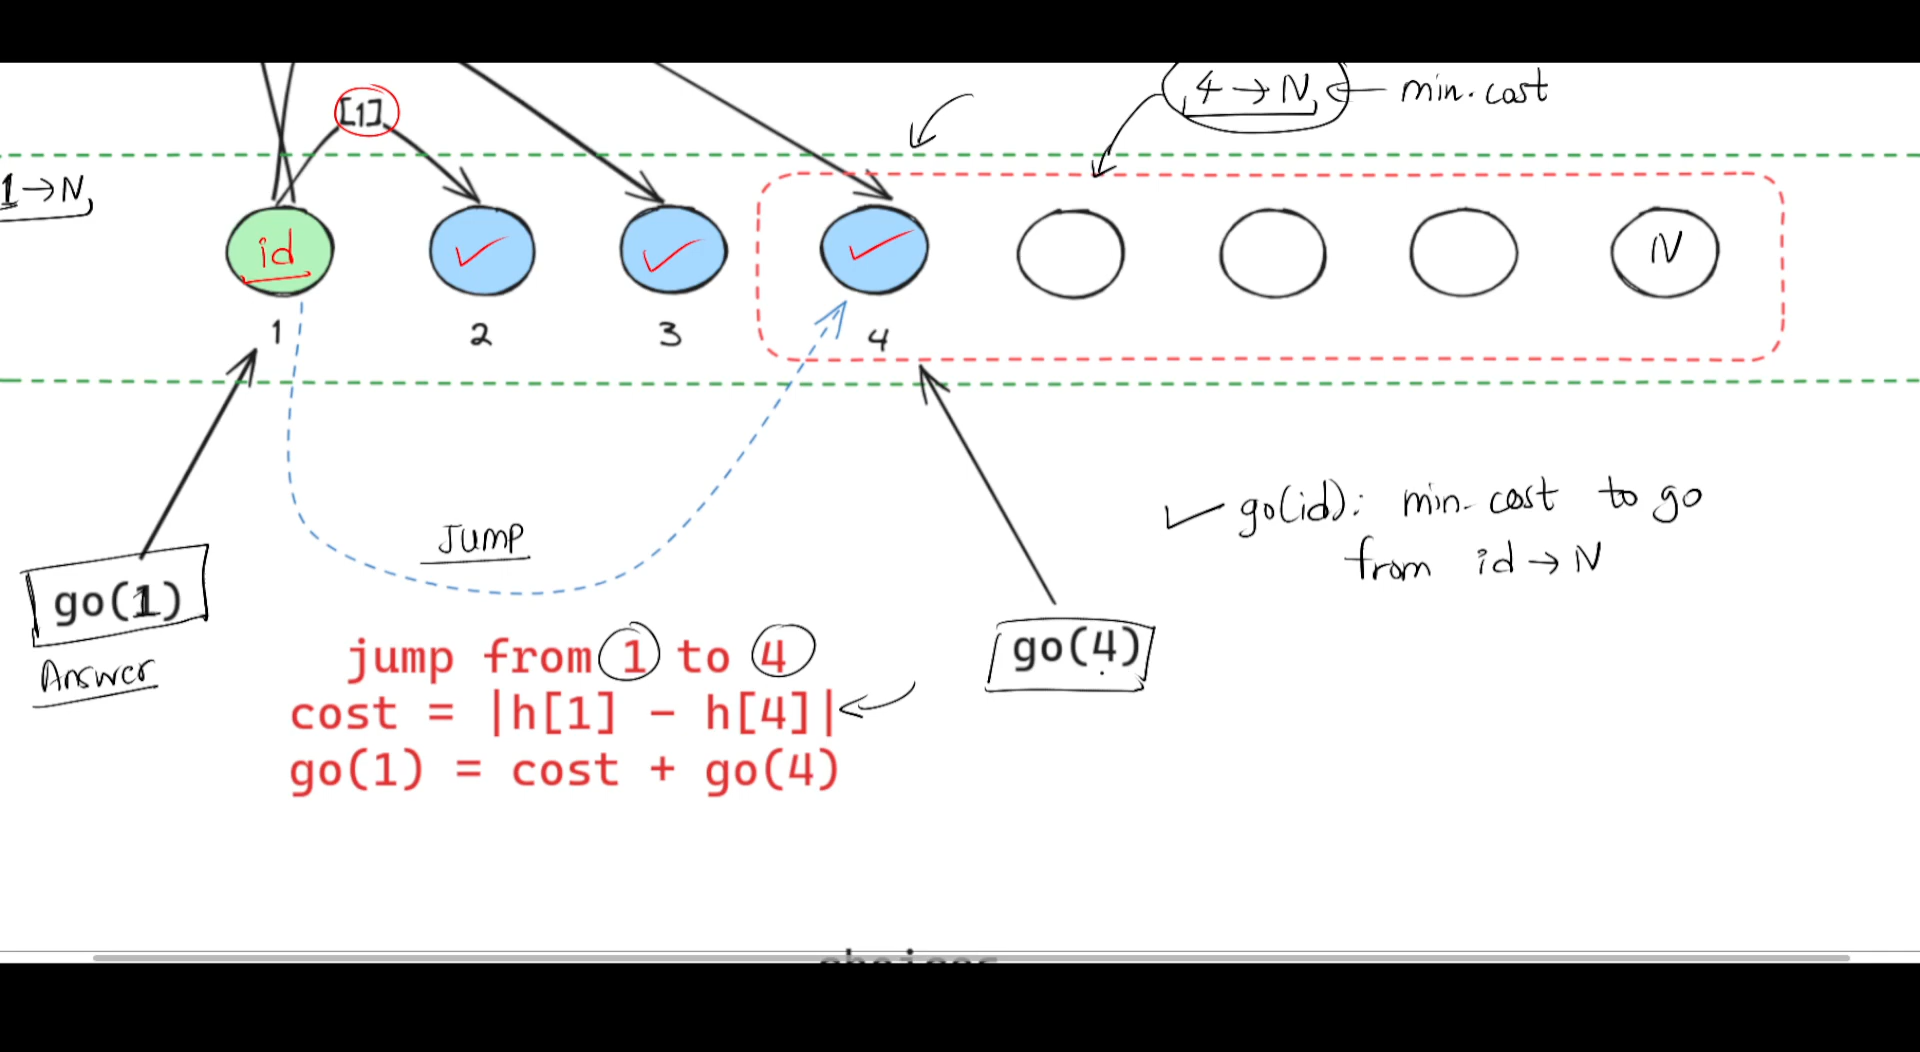 4 → N, ← min. cost
[1]
1 → N,
id
N
1 2 3 4
Jump
go(id): min. cost to go
from id → N
go(1)
Answer
go(4)
jump from 1 to 4
cost = |h[1] - h[4]|
go(1) = cost + go(4)